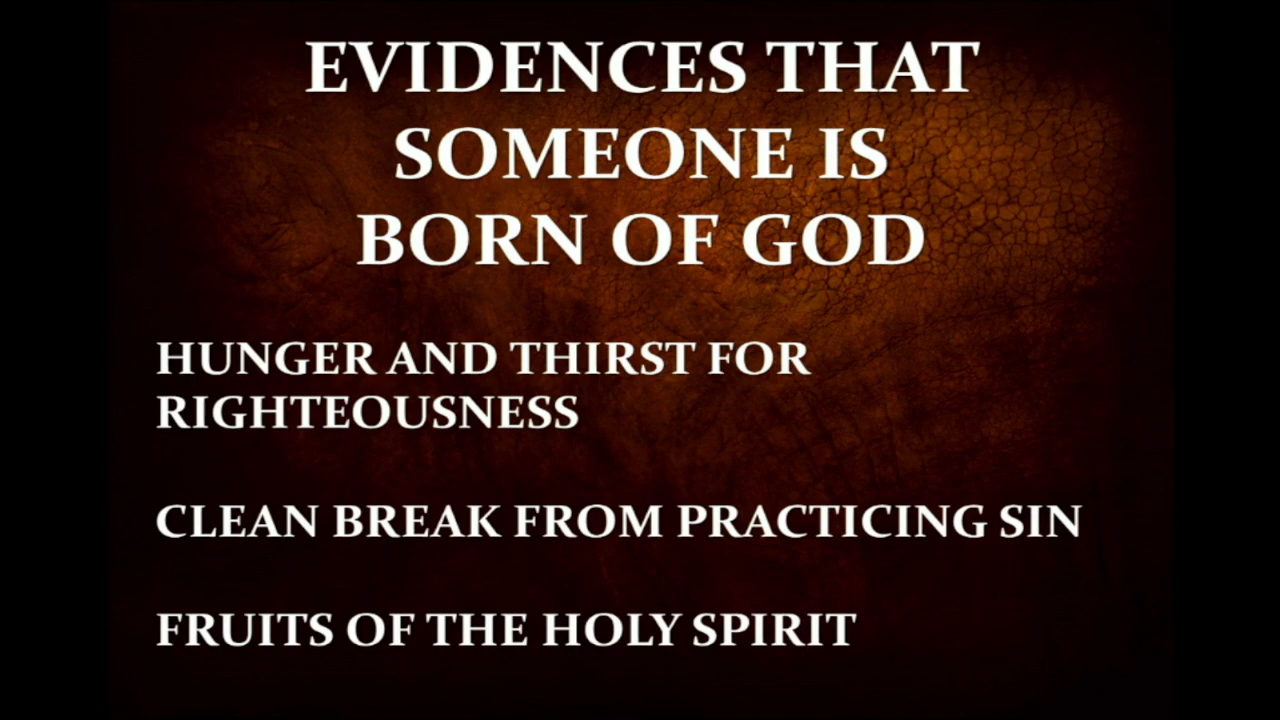 EVIDENCES THAT
SOMEONE IS
BORN OF GOD
HUNGER AND THIRST FOR
RIGHTEOUSNESS
CLEAN BREAK FROM PRACTICING SIN
FRUITS OF THE HOLY SPIRIT